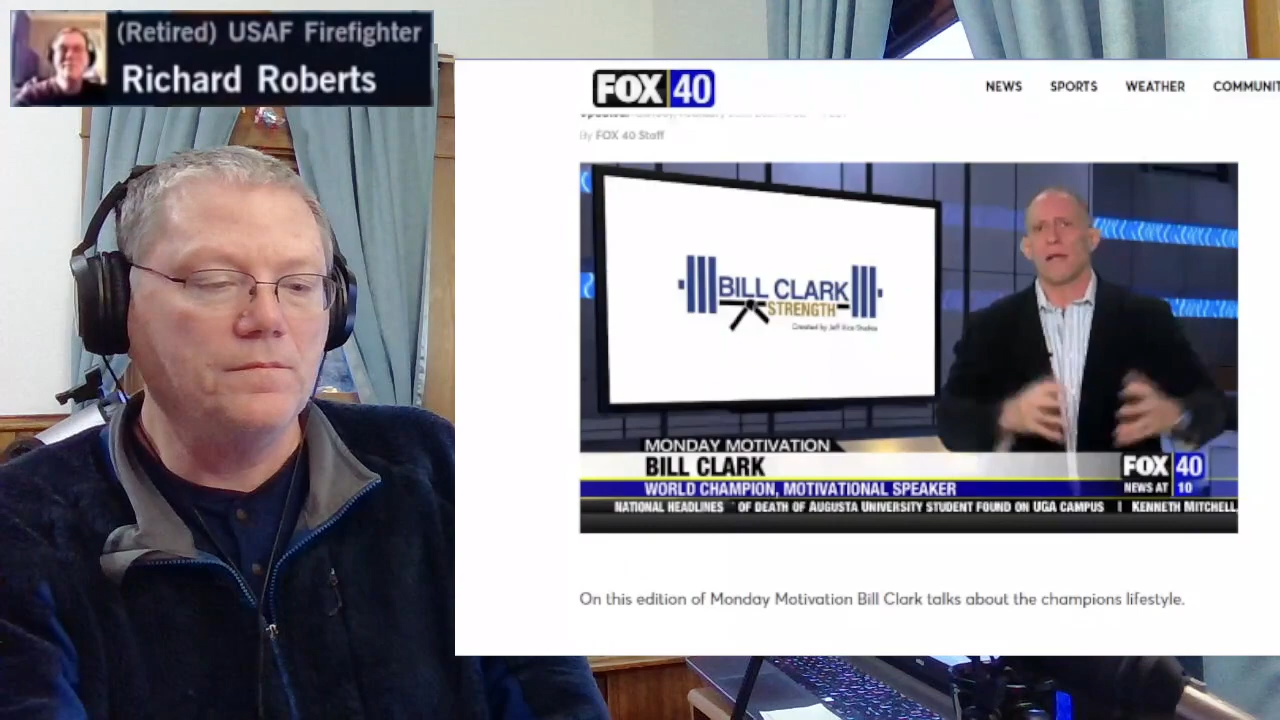 (Retired) USAF Firefighter
Richard Roberts
FOX 40
NEWS SPORTS WEATHER COMMUNIT
By FOX 40 Staff
BILL CLARK
STRENGTH
Created by Jeff Rice Studios
MONDAY MOTIVATION
BILL CLARK
WORLD CHAMPION, MOTIVATIONAL SPEAKER
FOX 40
NEWS AT 10
NATIONAL HEADLINES OF DEATH OF AUGUSTA UNIVERSITY STUDENT FOUND ON UGA CAMPUS | KENNETH MITCHELL
On this edition of Monday Motivation Bill Clark talks about the champions lifestyle.